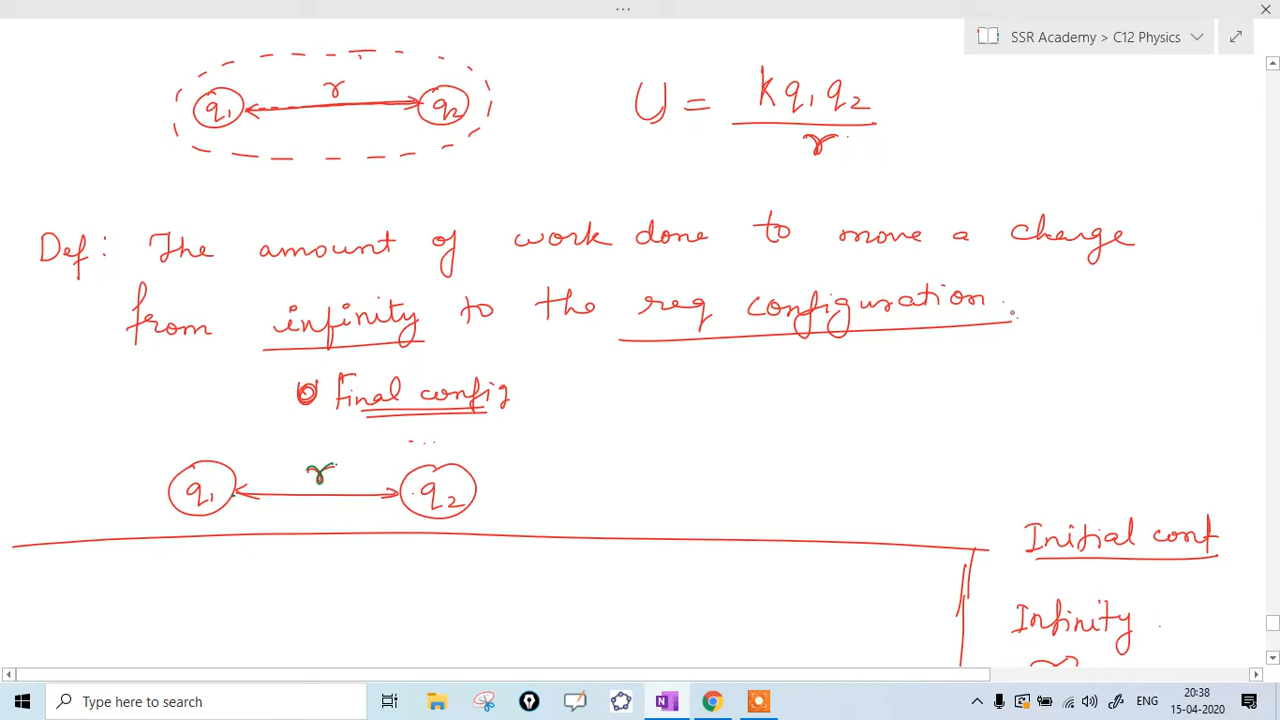 SSR Academy > C12 Physics
q1 r q2
U = kq1q2
r
Def: The amount of work done to move a charge
from infinity to the req configuration.
Final config
r
q1 q2
Initial conf
Infinity
Type here to search
ENG
20:38
15-04-2020